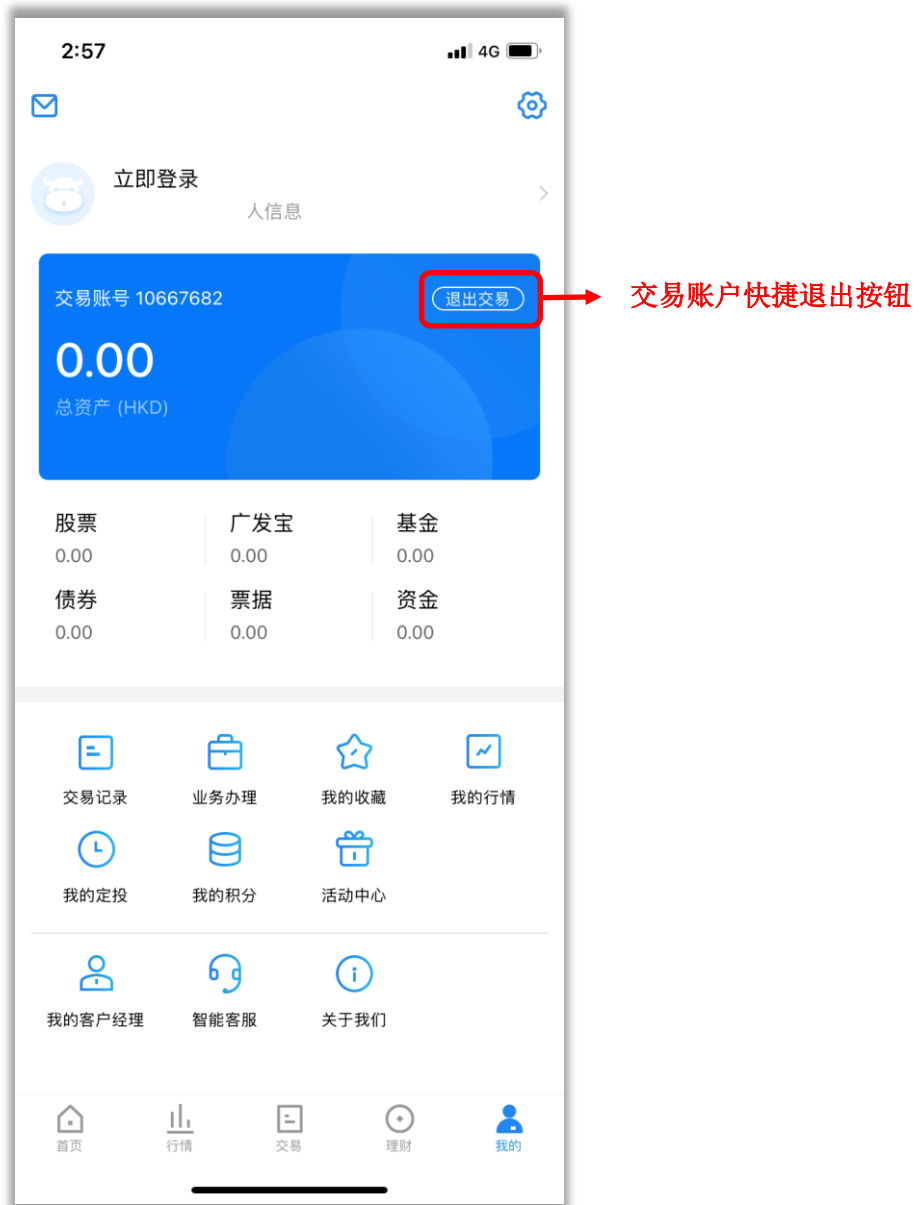 2:57
4G
立即登录
人信息
交易账号 10667682
退出交易
交易账户快捷退出按钮
0.00
总资产 (HKD)
股票 广发宝 基金
0.00 0.00 0.00
债券 票据 资金
0.00 0.00 0.00
交易记录 业务办理 我的收藏 我的行情
我的定投 我的积分 活动中心
我的客户经理 智能客服 关于我们
首页 行情 交易 理财 我的